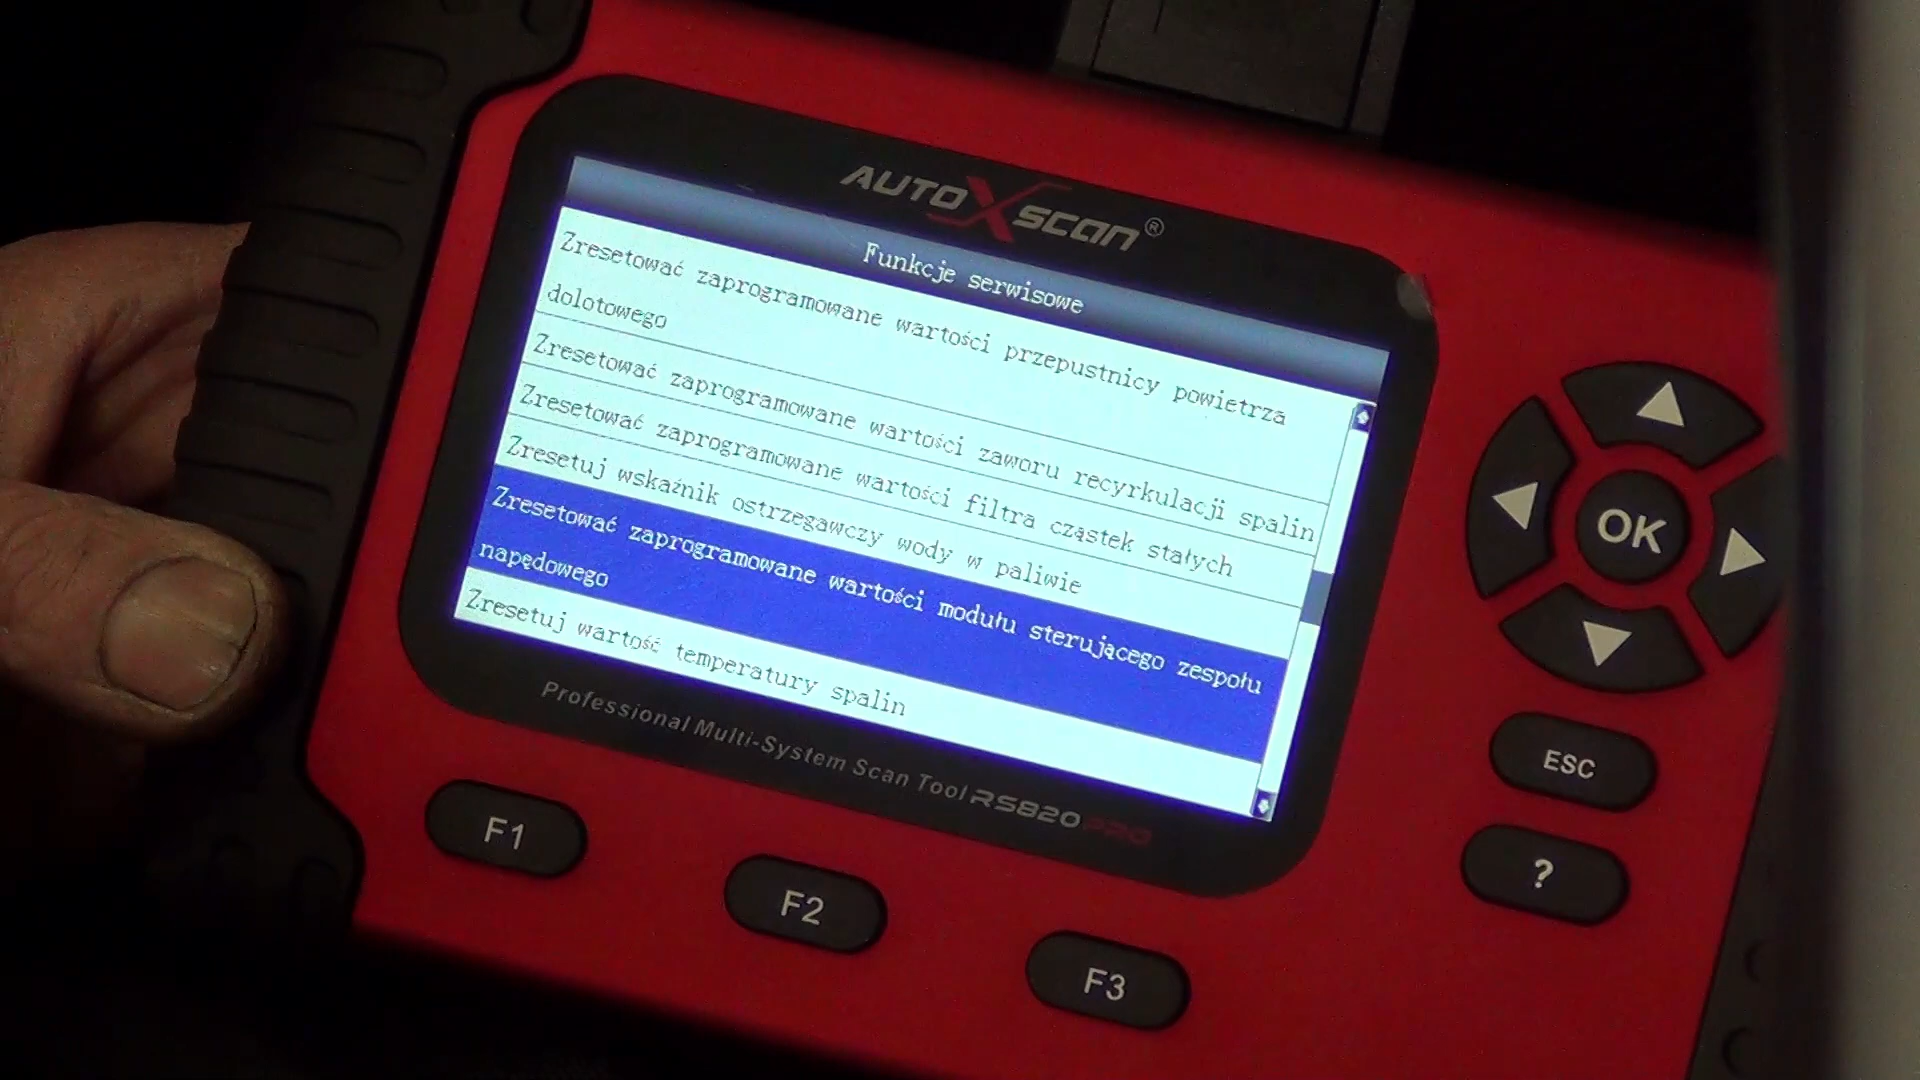 AUTOXSCAN®
Funkcje serwisowe
Zresetować zaprogramowane wartości przepustnicy powietrza
dolotowego
Zresetować zaprogramowane wartości zaworu recyrkulacji spalin
Zresetować zaprogramowane wartości filtra cząstek stałych
Zresetuj wskaźnik ostrzegawczy wody w paliwie
Zresetować zaprogramowane wartości modułu sterującego zespołu
napędowego
Zresetuj wartość temperatury spalin
Professional Multi-System Scan Tool RS820PRO
OK
ESC
?
F1
F2
F3